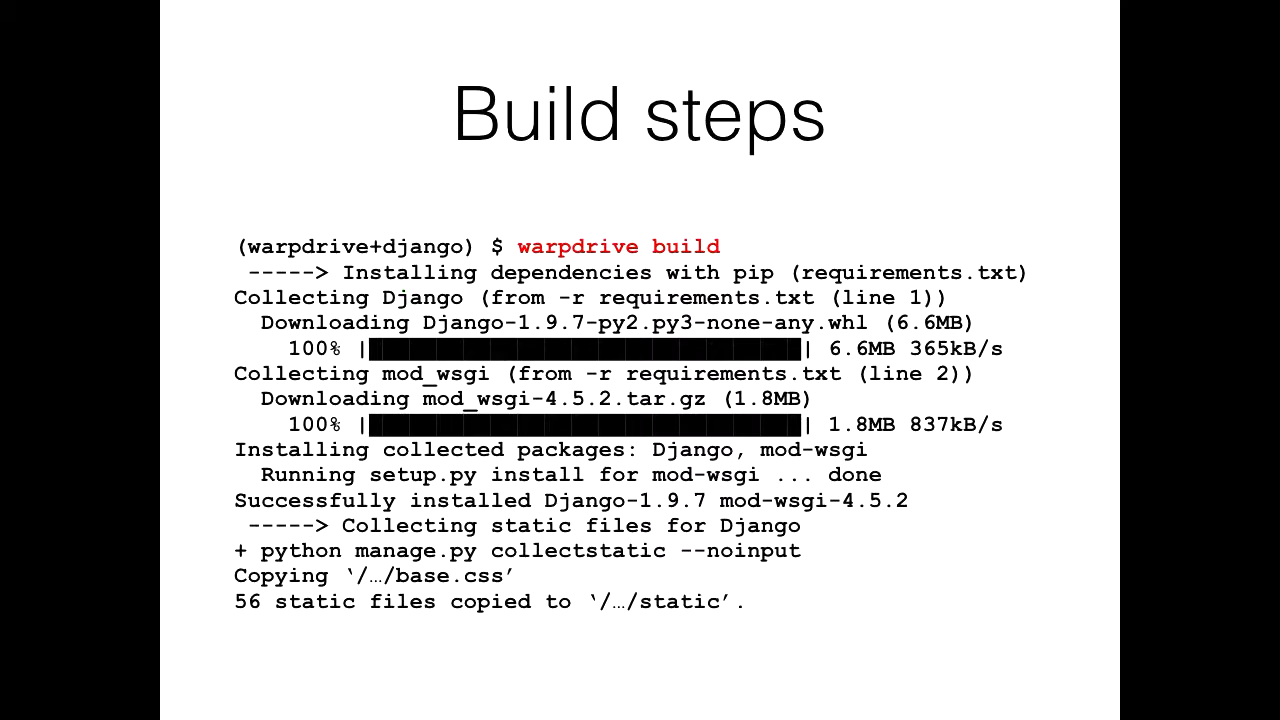 Build steps
(warpdrive+django) $ warpdrive build
-----> Installing dependencies with pip (requirements.txt)
Collecting Django (from -r requirements.txt (line 1))
Downloading Django-1.9.7-py2.py3-none-any.whl (6.6MB)
100% |████████████████████████████████| 6.6MB 365kB/s
Collecting mod_wsgi (from -r requirements.txt (line 2))
Downloading mod_wsgi-4.5.2.tar.gz (1.8MB)
100% |████████████████████████████████| 1.8MB 837kB/s
Installing collected packages: Django, mod-wsgi
Running setup.py install for mod-wsgi ... done
Successfully installed Django-1.9.7 mod-wsgi-4.5.2
-----> Collecting static files for Django
+ python manage.py collectstatic --noinput
Copying ‘/…/base.css’
56 static files copied to ‘/…/static’.